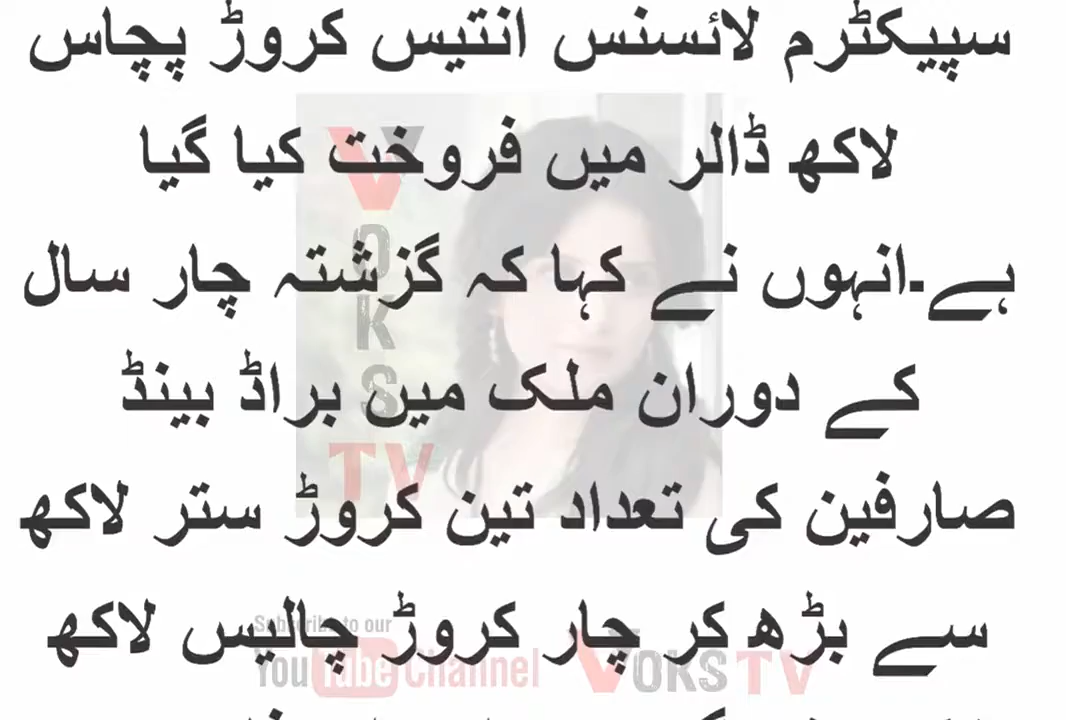 سپیکٹرم لائسنس انتیس کروڑ پچاس
لاکھ ڈالر میں فروخت کیا گیا
ہے۔انہوں نے کہا کہ گزشتہ چار سال
کے دوران ملک میں براڈ بینڈ
صارفین کی تعداد تین کروڑ ستر لاکھ
سے بڑھ کر چار کروڑ چالیس لاکھ
VOKS TV
Subscribe to our
YouTube Channel VOKS TV